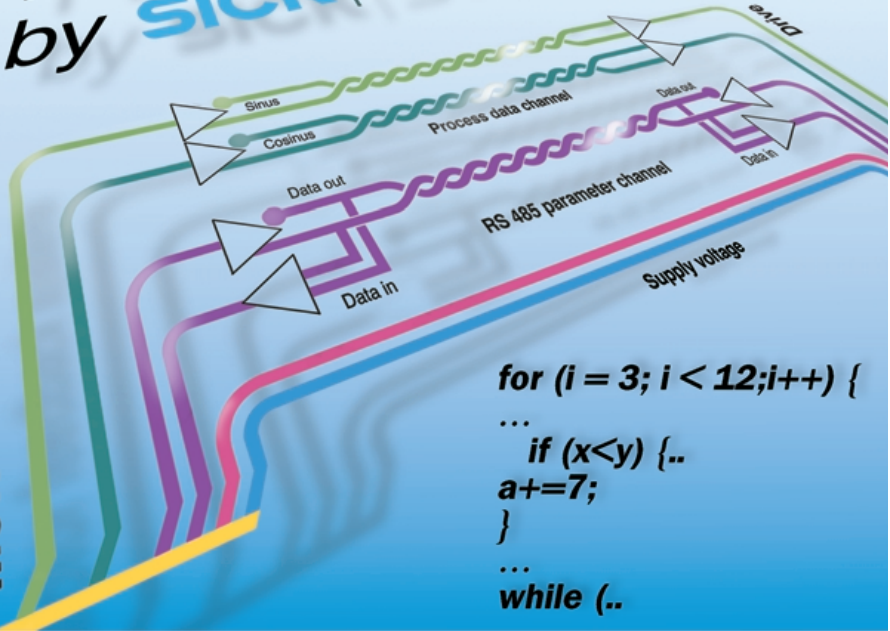 by SICK
Drive
Sinus
Cosinus
Process data channel
Data out
Data in
Data out
RS 485 parameter channel
Data in
Supply voltage
for (i = 3; i < 12;i++) {
...
if (x<y) {..
a+=7;
}
...
while (..